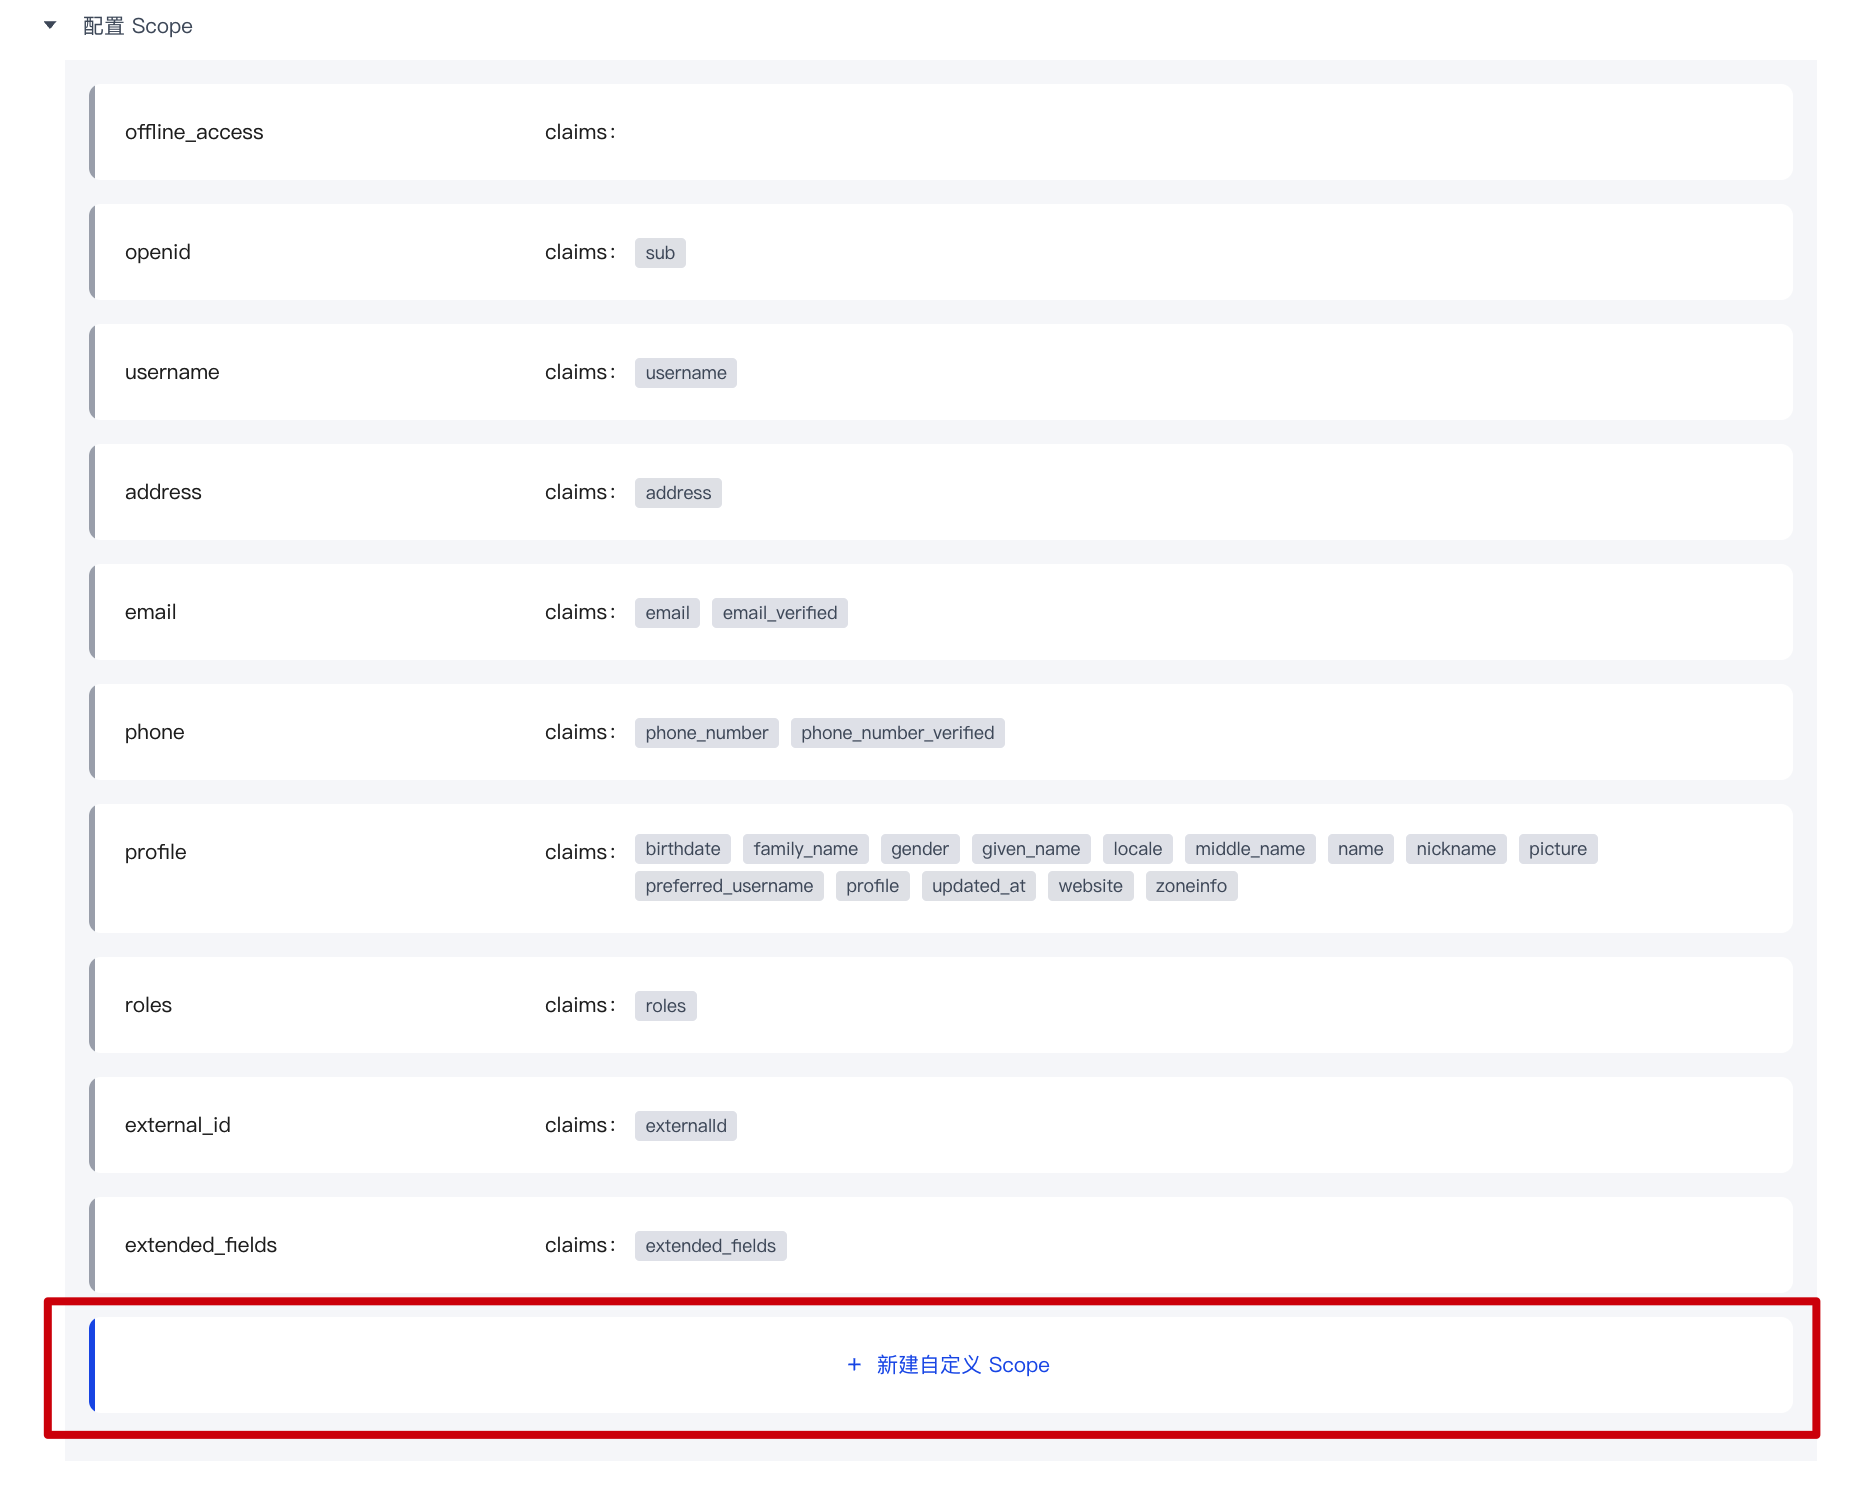 配置 Scope
offline_access claims:
openid claims: sub
username claims: username
address claims: address
email claims: email email_verified
phone claims: phone_number phone_number_verified
profile claims: birthdate family_name gender given_name locale middle_name name nickname picture
preferred_username profile updated_at website zoneinfo
roles claims: roles
external_id claims: externalId
extended_fields claims: extended_fields
+ 新建自定义 Scope